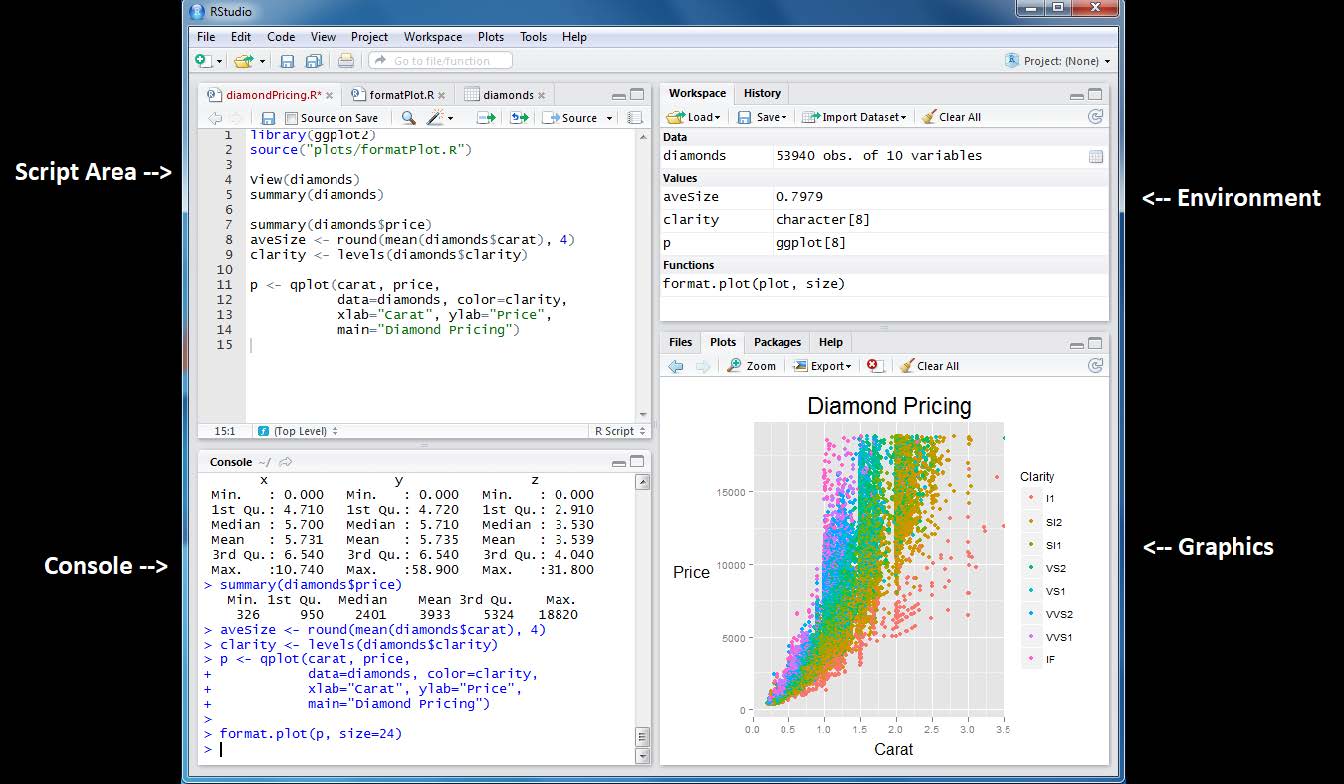 RStudio
File Edit Code View Project Workspace Plots Tools Help
Go to file/function
Project: (None)
Script Area -->
diamondPricing.R*
formatPlot.R
diamonds
Source on Save
Source
1 library(ggplot2)
2 source("plots/formatPlot.R")
3
4 View(diamonds)
5 summary(diamonds)
6
7 summary(diamonds$price)
8 aveSize <- round(mean(diamonds$carat), 4)
9 clarity <- levels(diamonds$clarity)
10
11 p <- qplot(carat, price,
12 data=diamonds, color=clarity,
13 xlab="Carat", ylab="Price",
14 main="Diamond Pricing")
15
15:1 (Top Level) R Script
Console -->
Console ~/
x y z
Min. : 0.000 Min. : 0.000 Min. : 0.000
1st Qu.: 4.710 1st Qu.: 4.720 1st Qu.: 2.910
Median : 5.700 Median : 5.710 Median : 3.530
Mean : 5.731 Mean : 5.735 Mean : 3.539
3rd Qu.: 6.540 3rd Qu.: 6.540 3rd Qu.: 4.040
Max. :10.740 Max. :58.900 Max. :31.800
> summary(diamonds$price)
Min. 1st Qu. Median Mean 3rd Qu. Max.
326 950 2401 3933 5324 18820
> aveSize <- round(mean(diamonds$carat), 4)
> clarity <- levels(diamonds$clarity)
> p <- qplot(carat, price,
+ data=diamonds, color=clarity,
+ xlab="Carat", ylab="Price",
+ main="Diamond Pricing")
>
> format.plot(p, size=24)
>
Workspace History
Load Save Import Dataset Clear All
Data
diamonds 53940 obs. of 10 variables
Values
aveSize 0.7979
clarity character[8]
p ggplot[8]
Functions
format.plot(plot, size)
<-- Environment
Files Plots Packages Help
Zoom Export Clear All
Diamond Pricing
Price
15000
10000
5000
0
0.0 0.5 1.0 1.5 2.0 2.5 3.0 3.5
Carat
Clarity
I1
SI2
SI1
VS2
VS1
VVS2
VVS1
IF
<-- Graphics